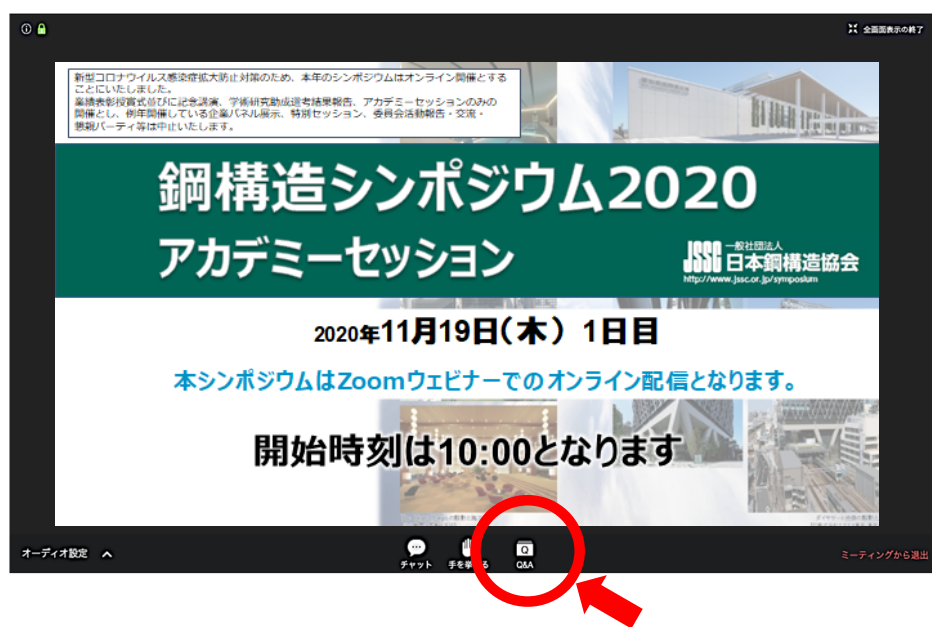 全画面表示の終了
新型コロナウイルス感染症拡大防止対策のため、本年のシンポジウムはオンライン開催とする
ことにいたしました。
業績表彰授賞式並びに記念講演、学術研究助成選考結果報告、アカデミーセッションのみの
開催とし、例年開催している企業パネル展示、特別セッション、委員会活動報告・交流・
懇親パーティ等は中止いたします。
鋼構造シンポジウム2020
アカデミーセッション
JSSC 一般社団法人
日本鋼構造協会
http://www.jssc.or.jp/symposium
2020年11月19日(木) 1日目
本シンポジウムはZoomウェビナーでのオンライン配信となります。
開始時刻は10:00となります
オーディオ設定
チャット
手を挙げる
Q&A
ミーティングから退出